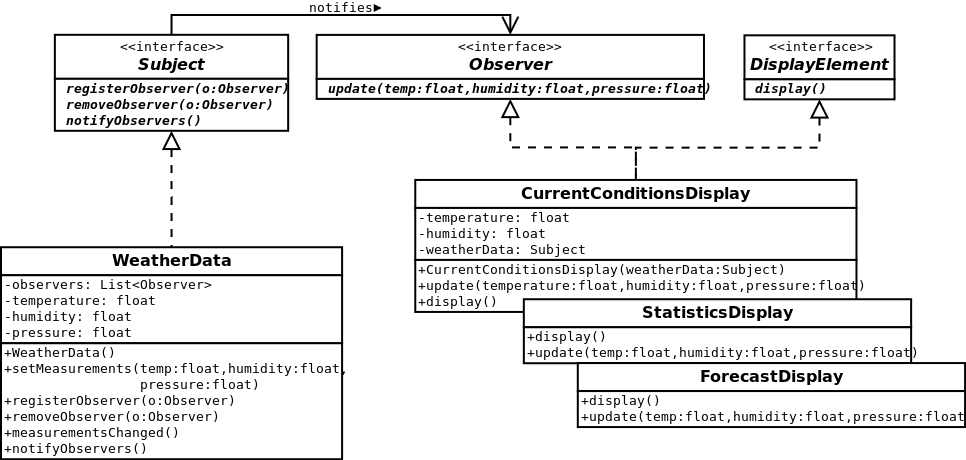 notifies▶
<<interface>>
Subject
registerObserver(o:Observer)
removeObserver(o:Observer)
notifyObservers()
<<interface>>
Observer
update(temp:float,humidity:float,pressure:float)
<<interface>>
DisplayElement
display()
WeatherData
-observers: List<Observer>
-temperature: float
-humidity: float
-pressure: float
+WeatherData()
+setMeasurements(temp:float,humidity:float,
pressure:float)
+registerObserver(o:Observer)
+removeObserver(o:Observer)
+measurementsChanged()
+notifyObservers()
CurrentConditionsDisplay
-temperature: float
-humidity: float
-weatherData: Subject
+CurrentConditionsDisplay(weatherData:Subject)
+update(temperature:float,humidity:float,pressure:float)
+display()
StatisticsDisplay
+display()
+update(temp:float,humidity:float,pressure:float)
ForecastDisplay
+display()
+update(temp:float,humidity:float,pressure:float